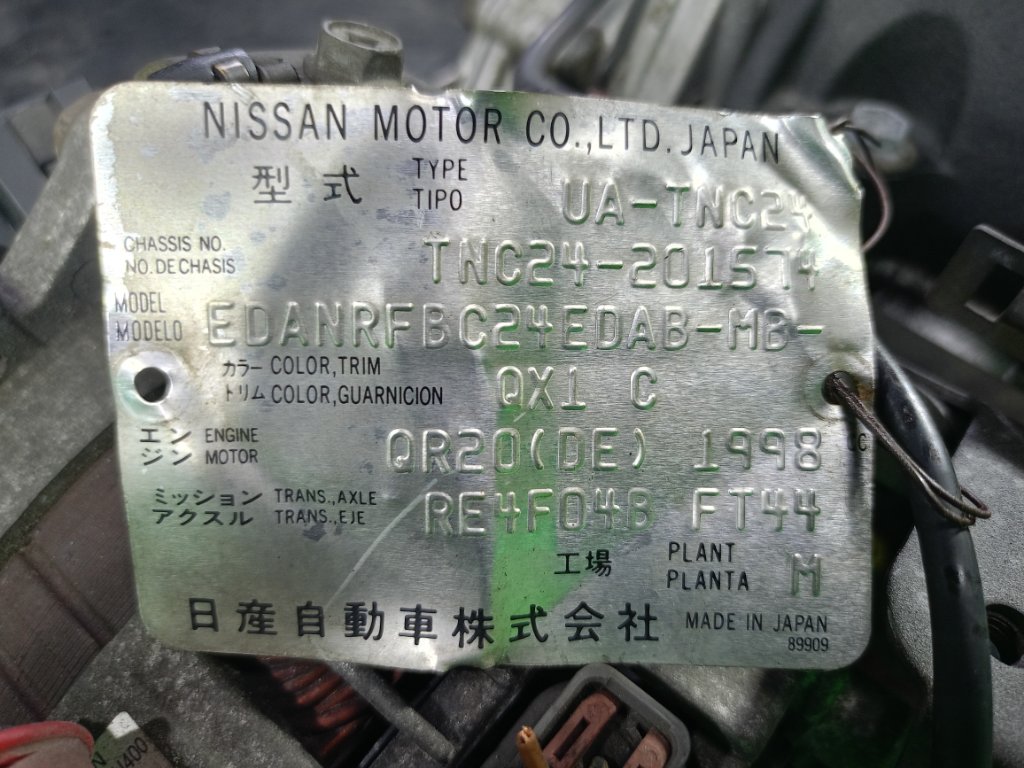 NISSAN MOTOR CO.,LTD. JAPAN
型式 TYPE TIPO UA-TNC24
CHASSIS NO.
NO. DE CHASIS TNC24-201574
MODEL
MODELO EDANRFBC24EDAB-MB-
カラー COLOR,TRIM
トリム COLOR,GUARNICION QX1 C
エンジン ENGINE MOTOR QR20(DE) 1998 CC
ミッション TRANS.,AXLE
アクスル TRANS.,EJE RE4F04B FT44
工場 PLANT PLANTA M
日産自動車株式会社 MADE IN JAPAN
89909
J400